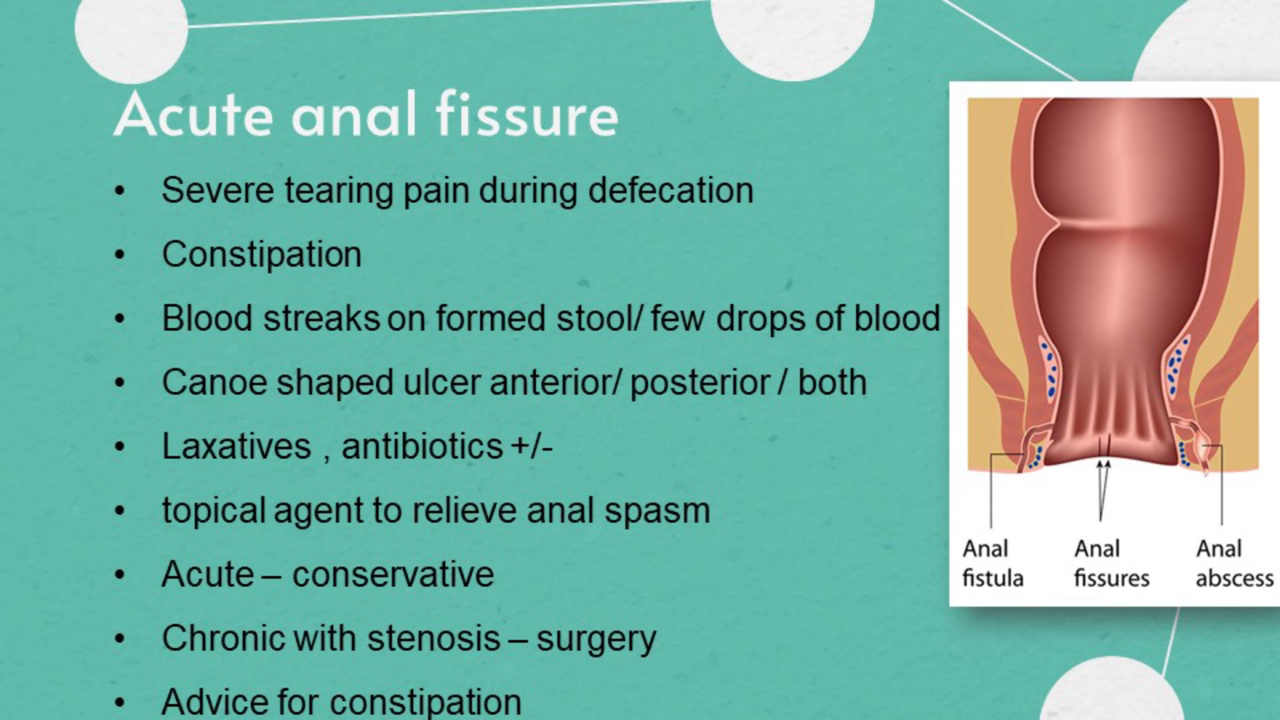 Acute anal fissure
• Severe tearing pain during defecation
• Constipation
• Blood streaks on formed stool/ few drops of blood
• Canoe shaped ulcer anterior/ posterior / both
• Laxatives , antibiotics +/-
• topical agent to relieve anal spasm
• Acute – conservative
• Chronic with stenosis – surgery
• Advice for constipation
Anal fistula
Anal fissures
Anal abscess